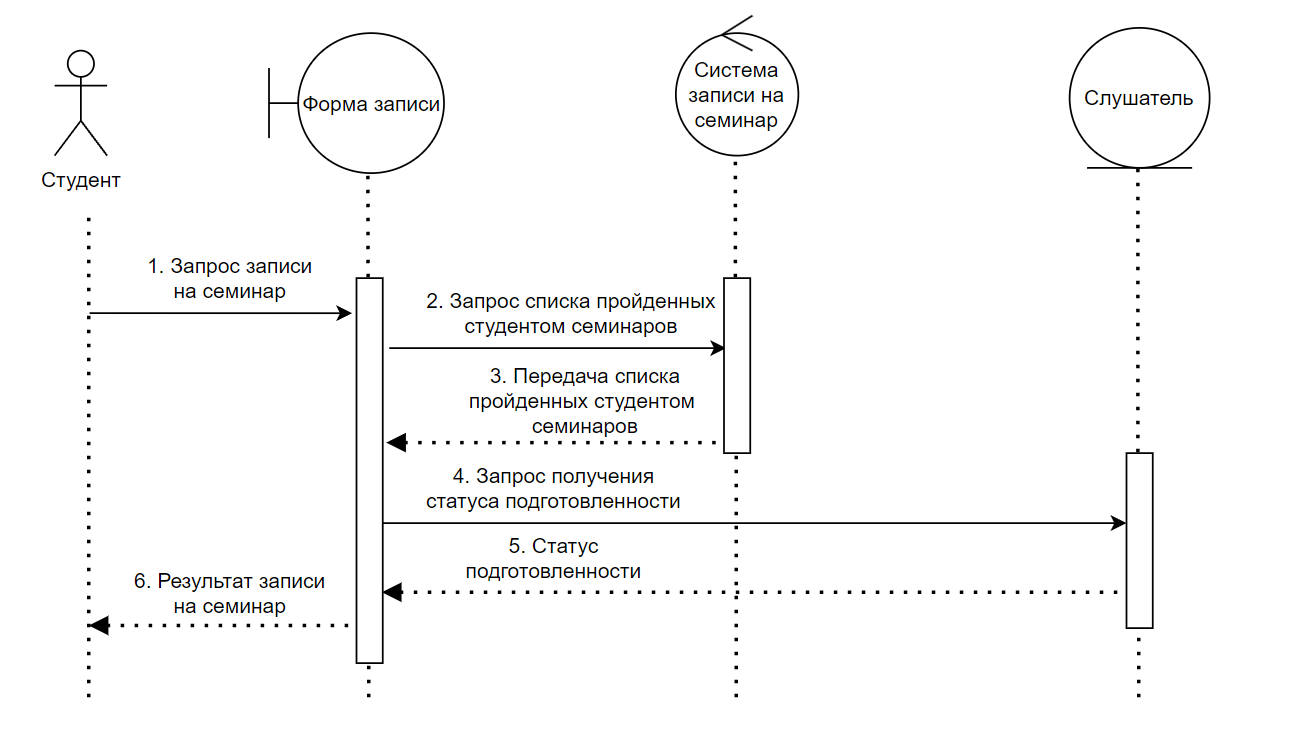 Форма записи
Система
записи на
семинар
Слушатель
Студент
1. Запрос записи
на семинар
2. Запрос списка пройденных
студентом семинаров
3. Передача списка
пройденных студентом
семинаров
4. Запрос получения
статуса подготовленности
5. Статус
подготовленности
6. Результат записи
на семинар